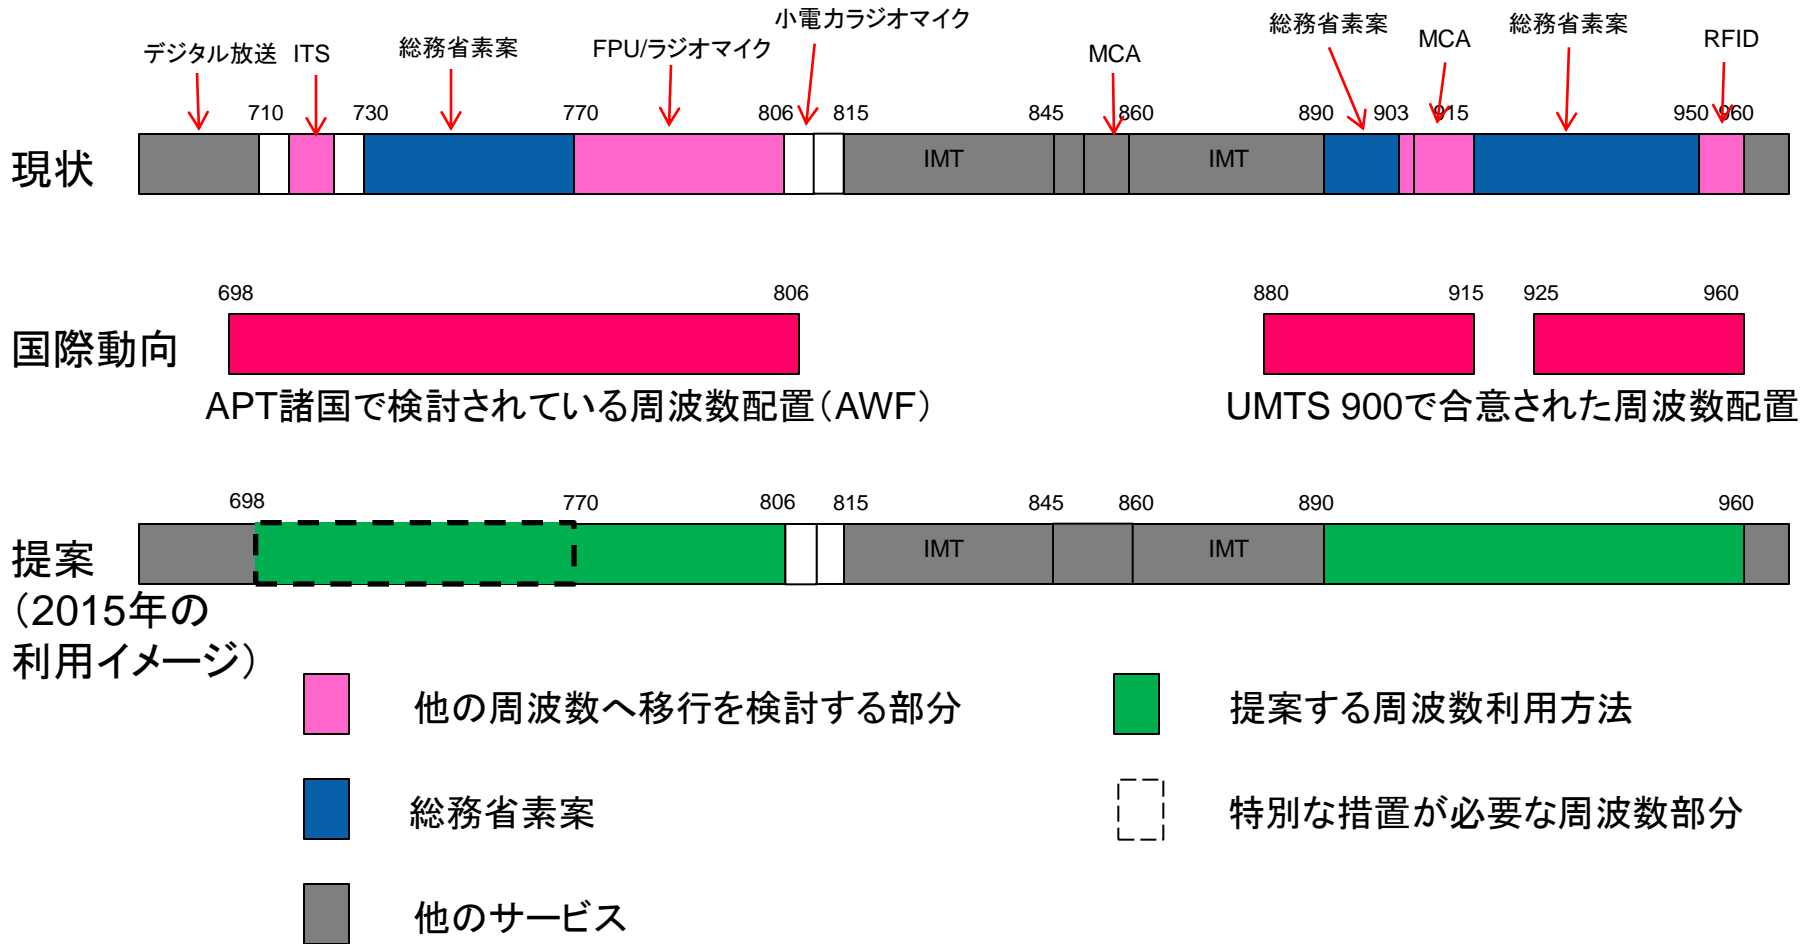 小電力ラジオマイク
デジタル放送 ITS 総務省素案 FPU/ラジオマイク MCA 総務省素案 MCA 総務省素案 RFID
710 730 770 806 815 845 860 890 903 915 950 960
現状 IMT IMT
698 806 880 915 925 960
国際動向
APT諸国で検討されている周波数配置（AWF） UMTS 900で合意された周波数配置
698 770 806 815 845 860 890 960
提案 IMT IMT
（2015年の
利用イメージ）
他の周波数へ移行を検討する部分 提案する周波数利用方法
総務省素案 特別な措置が必要な周波数部分
他のサービス